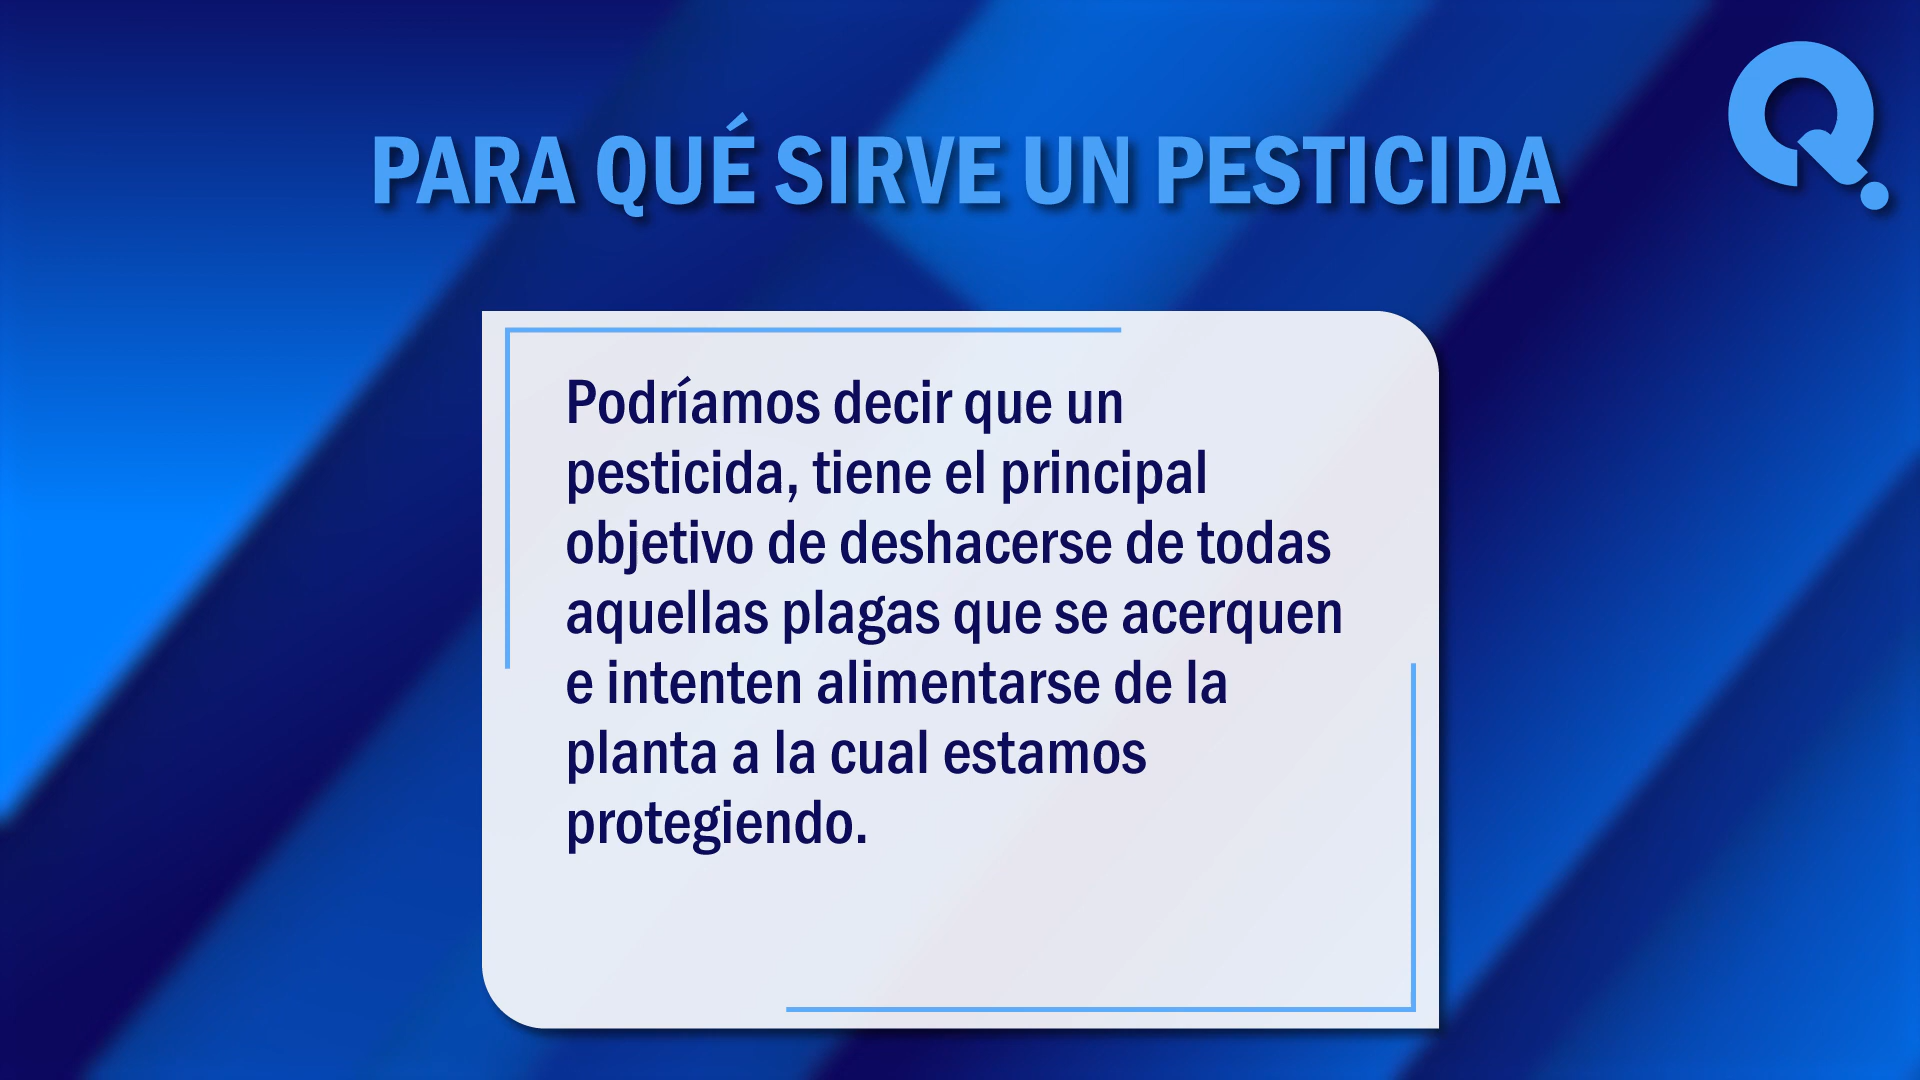 PARA QUÉ SIRVE UN PESTICIDA
Podríamos decir que un
pesticida, tiene el principal
objetivo de deshacerse de todas
aquellas plagas que se acerquen
e intenten alimentarse de la
planta a la cual estamos
protegiendo.